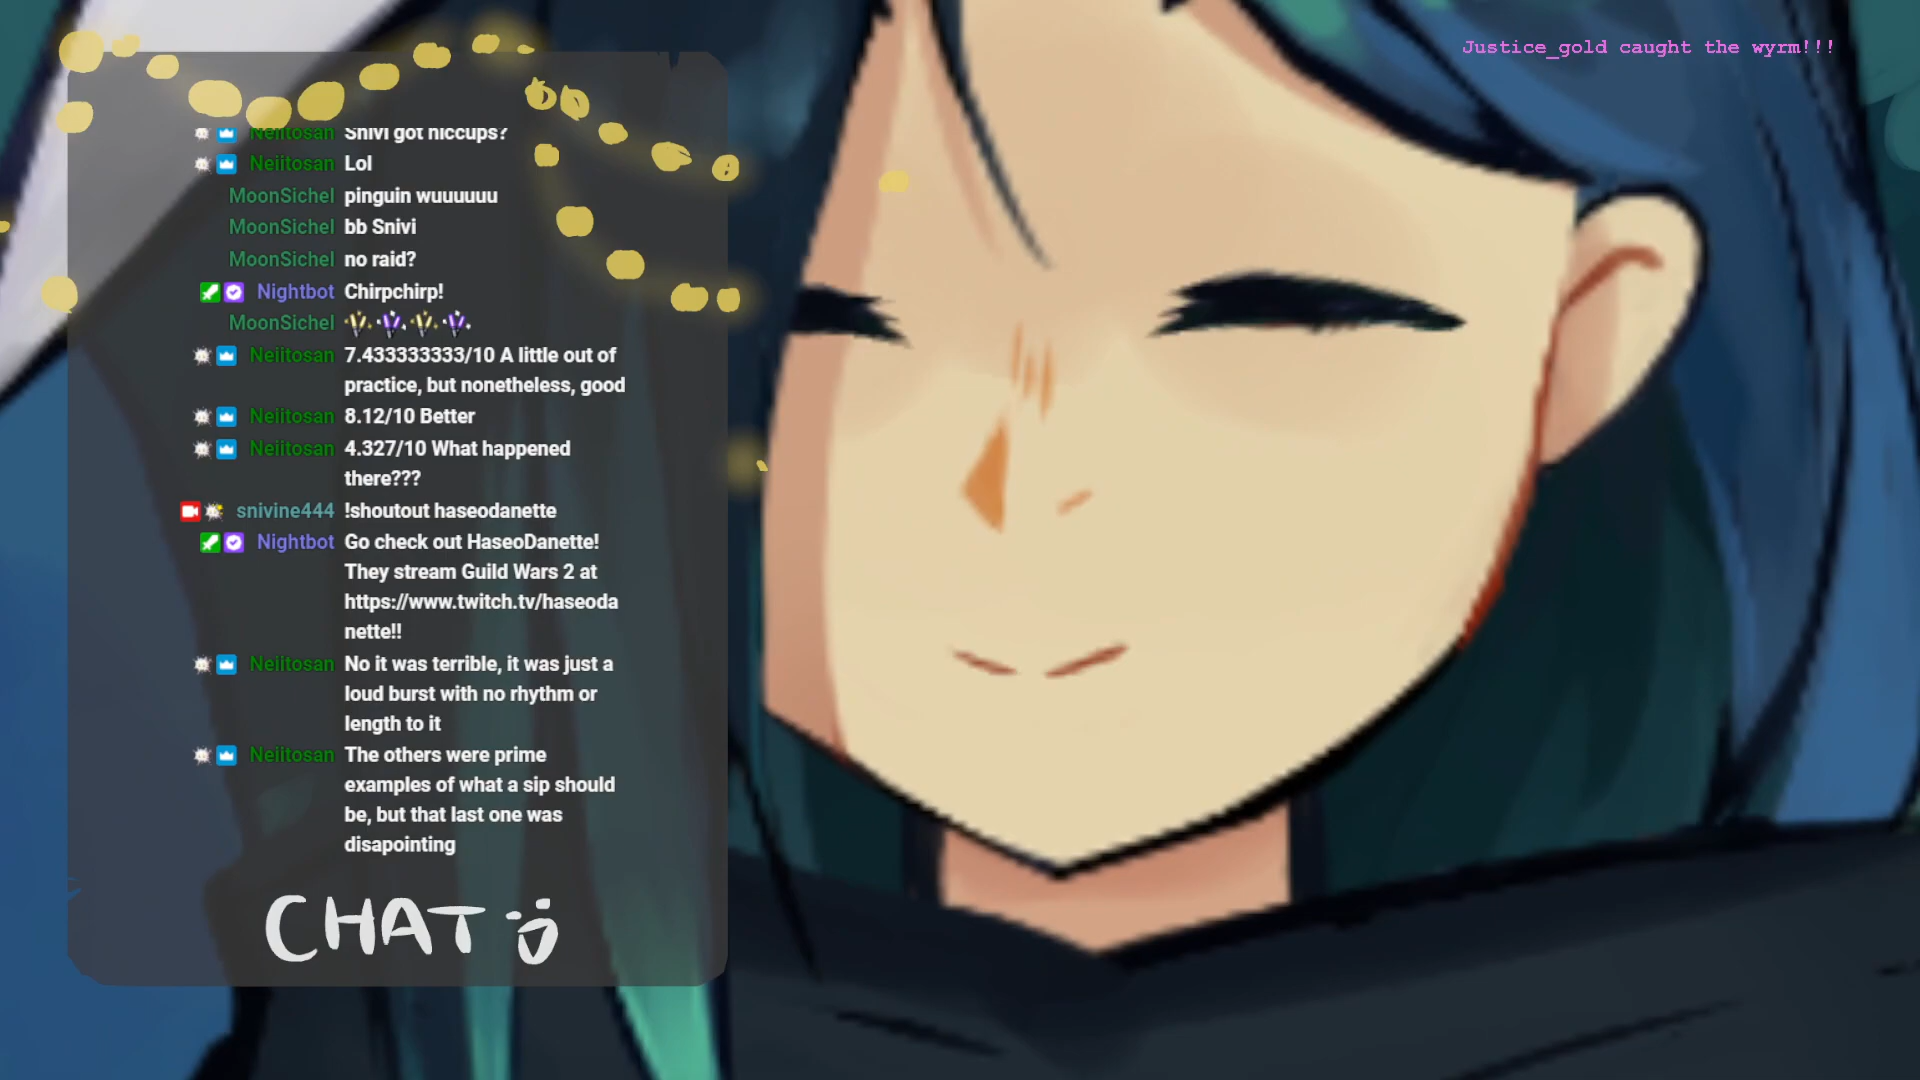 Justice_gold caught the wyrm!!!
Neiitosan Snivi got hiccups?
Neiitosan Lol
MoonSichel pinguin wuuuuuu
MoonSichel bb Snivi
MoonSichel no raid?
Nightbot Chirpchirp!
MoonSichel
Neiitosan 7.433333333/10 A little out of
practice, but nonetheless, good
Neiitosan 8.12/10 Better
Neiitosan 4.327/10 What happened
there???
snivine444 !shoutout haseodanette
Nightbot Go check out HaseoDanette!
They stream Guild Wars 2 at
https://www.twitch.tv/haseoda
nette!!
Neiitosan No it was terrible, it was just a
loud burst with no rhythm or
length to it
Neiitosan The others were prime
examples of what a sip should
be, but that last one was
disapointing
CHAT